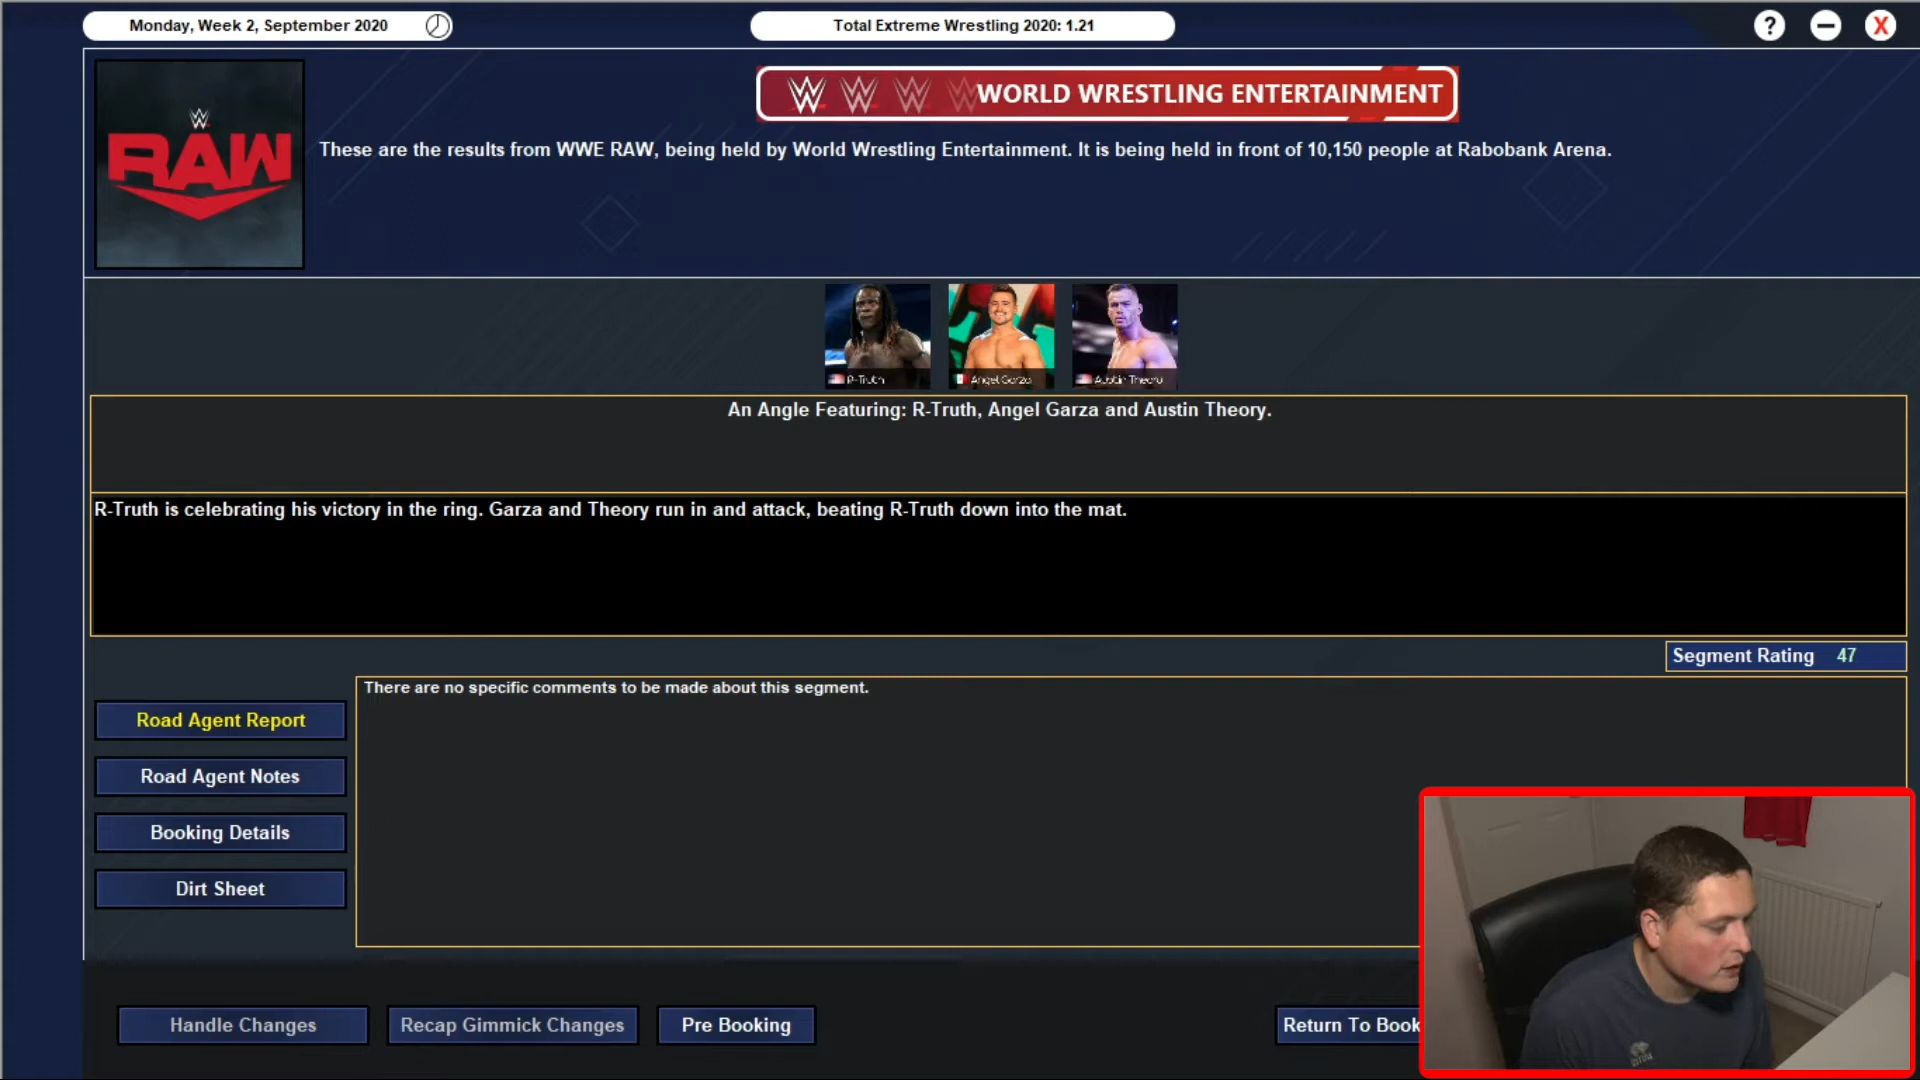 Monday, Week 2, September 2020
Total Extreme Wrestling 2020: 1.21
?
X
WORLD WRESTLING ENTERTAINMENT
RAW
These are the results from WWE RAW, being held by World Wrestling Entertainment. It is being held in front of 10,150 people at Rabobank Arena.
R-Truth
Angel Garza
Austin Theory
An Angle Featuring: R-Truth, Angel Garza and Austin Theory.
R-Truth is celebrating his victory in the ring. Garza and Theory run in and attack, beating R-Truth down into the mat.
Segment Rating 47
There are no specific comments to be made about this segment.
Road Agent Report
Road Agent Notes
Booking Details
Dirt Sheet
Handle Changes
Recap Gimmick Changes
Pre Booking
Return To Book